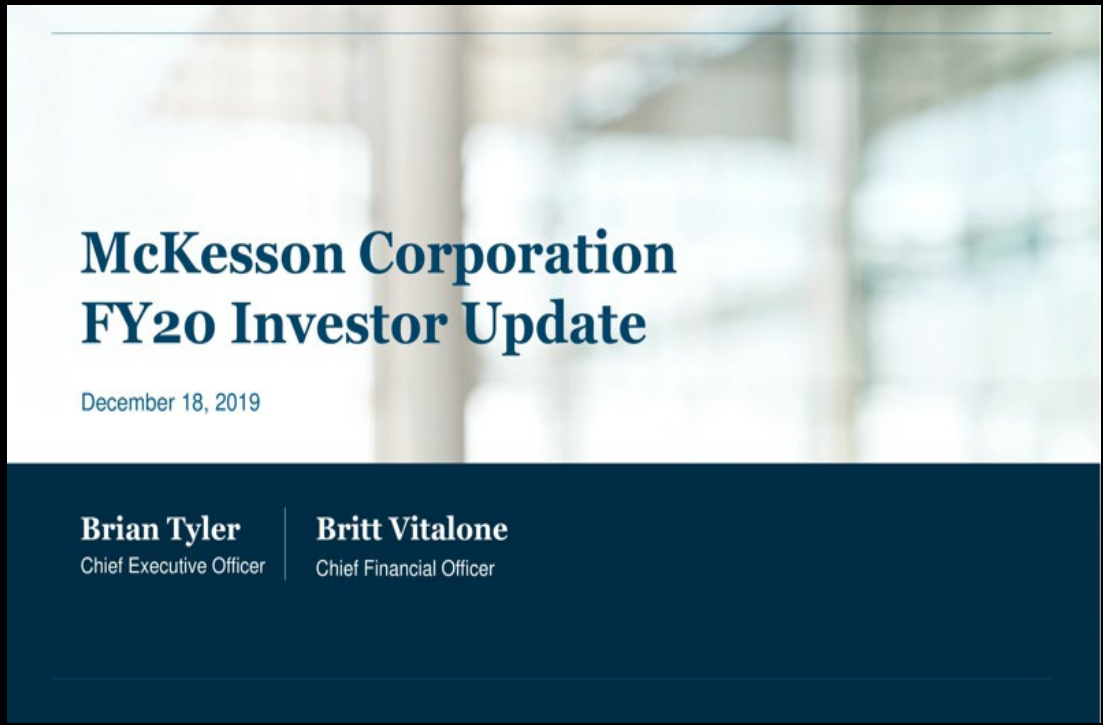 McKesson Corporation
FY20 Investor Update
December 18, 2019
Brian Tyler
Chief Executive Officer
Britt Vitalone
Chief Financial Officer